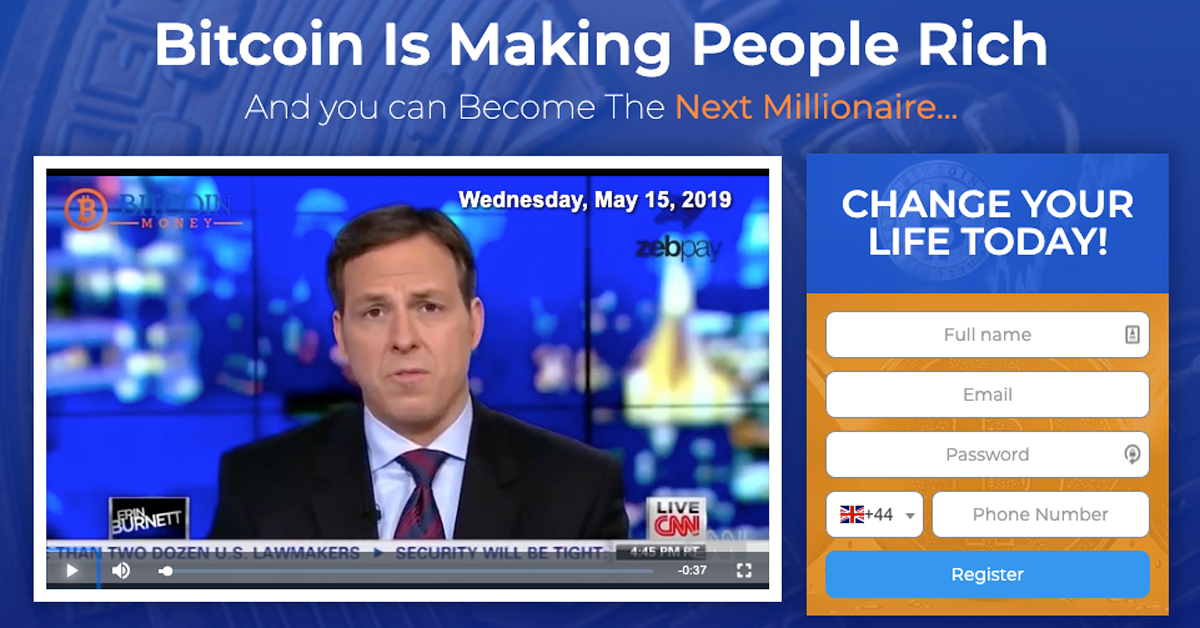 Bitcoin Is Making People Rich
And you can Become The Next Millionaire...
BITCOIN
MONEY
Wednesday, May 15, 2019
zebpay
ERIN
BURNETT
LIVE
CNN
THAN TWO DOZEN U.S. LAWMAKERS ▸ SECURITY WILL BE TIGHT
4:45 PM PT
-0:37
CHANGE YOUR
LIFE TODAY!
Full name
Email
Password
+44
Phone Number
Register